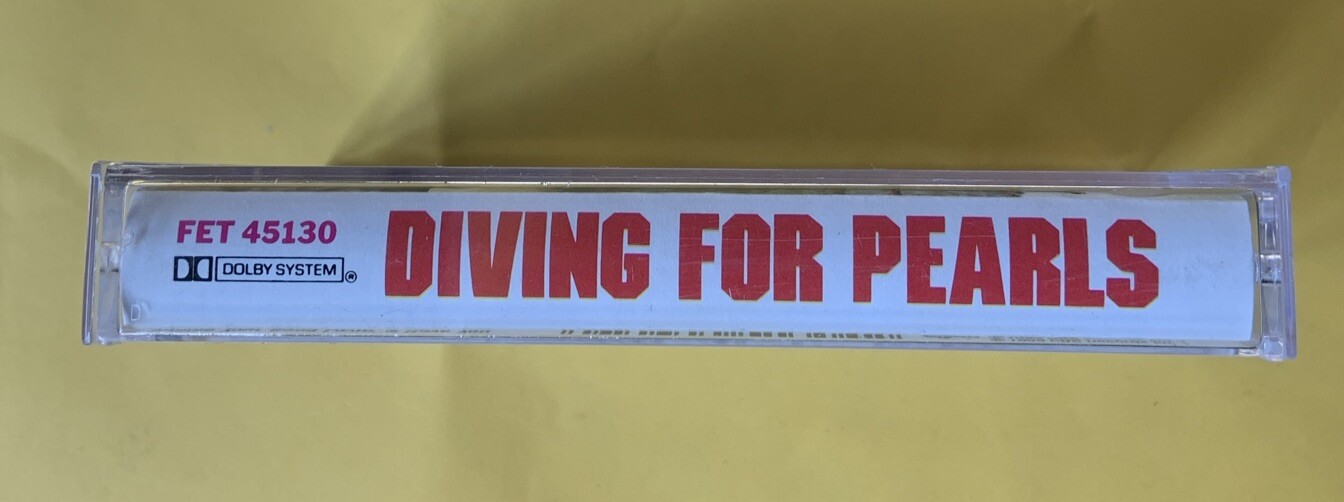 FET 45130
DOLBY SYSTEM®
DIVING FOR PEARLS